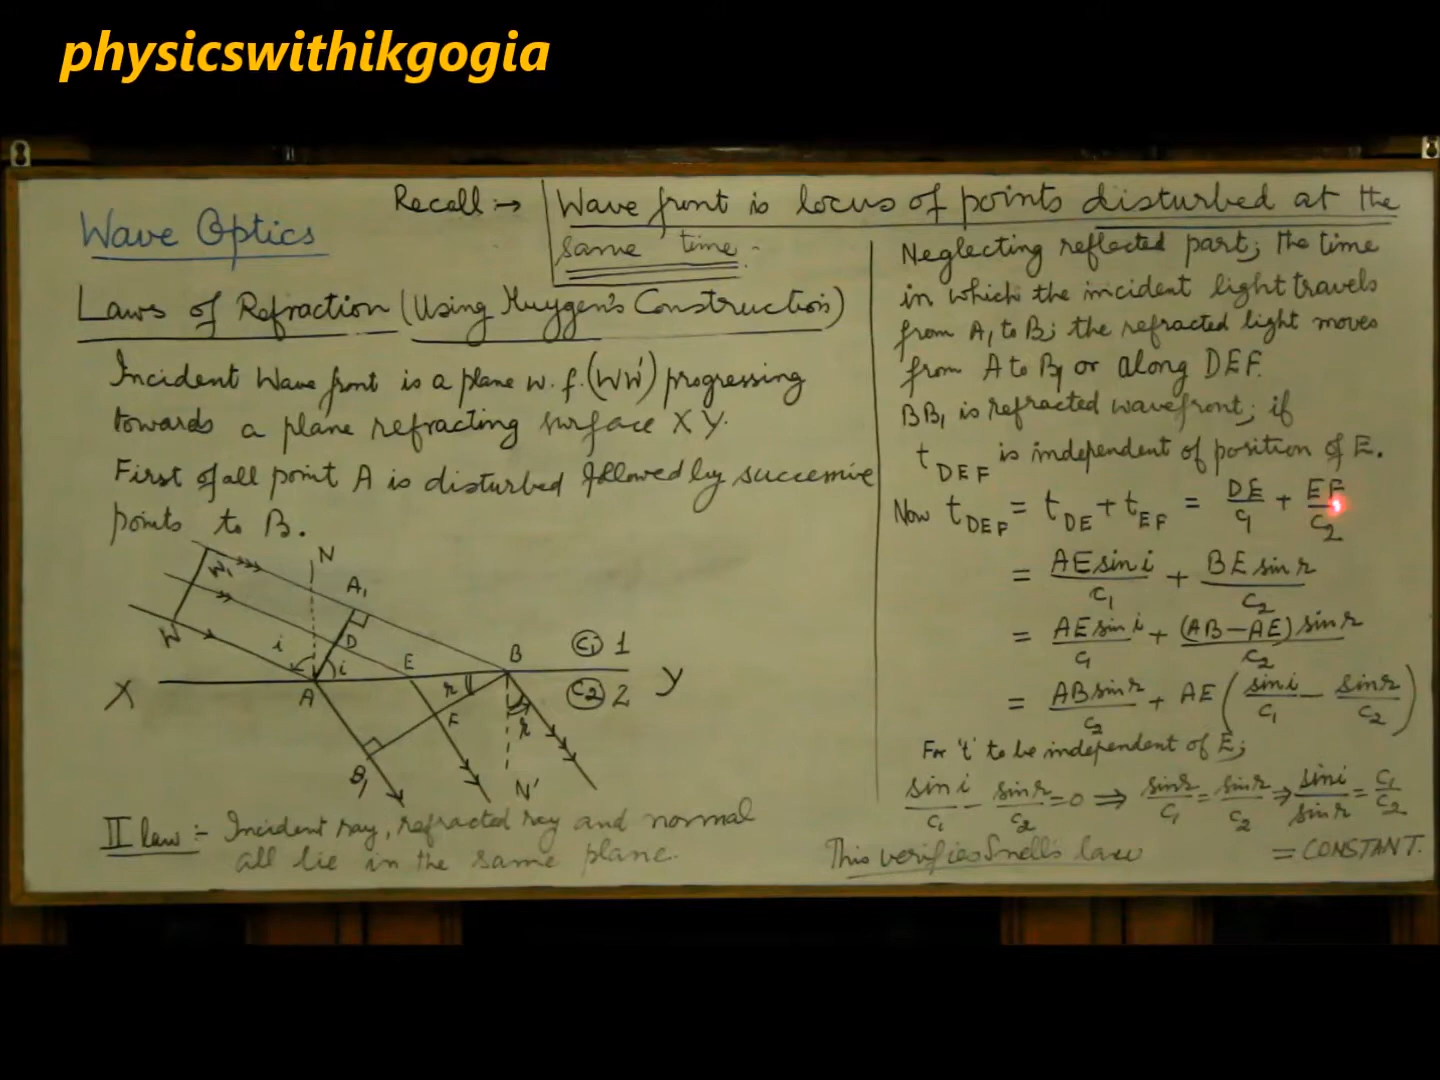 physicswithikgogia
Recall :→ Wave front is locus of points disturbed at the
same time -
Wave Optics
Laws of Refraction (Using Huygen's Construction)
Incident Wave front is a plane w.f. (WW') progressing
towards a plane refracting surface XY.
First of all point A is disturbed followed by successive
points to B.
W₁ N A₁
W i D i E B C₁ 1
X A r F C₂ 2 Y
r
B₁ N'
II law :- Incident ray, refracted ray and normal
all lie in the same plane.
Neglecting reflected part; the time
in which the incident light travels
from A₁ to B; the refracted light moves
from A to B₁ or along DEF.
BB₁ is refracted wavefront; if
t DEF is independent of position of E.
Now t DEF = t DE + t EF = DE/C₁ + EF/C₂
= AE sin i/C₁ + BE sin r/C₂
= AE sin i/C₁ + (AB-AE) sin r/C₂
= AB sin r/C₂ + AE (sin i/C₁ - sin r/C₂)
For 't' to be independent of E;
sin i/C₁ - sin r/C₂ = 0 ⇒ sin r/C₁ = sin r/C₂ ⇒ sin i/sin r = C₁/C₂
This verifies Snell's law = CONSTANT.